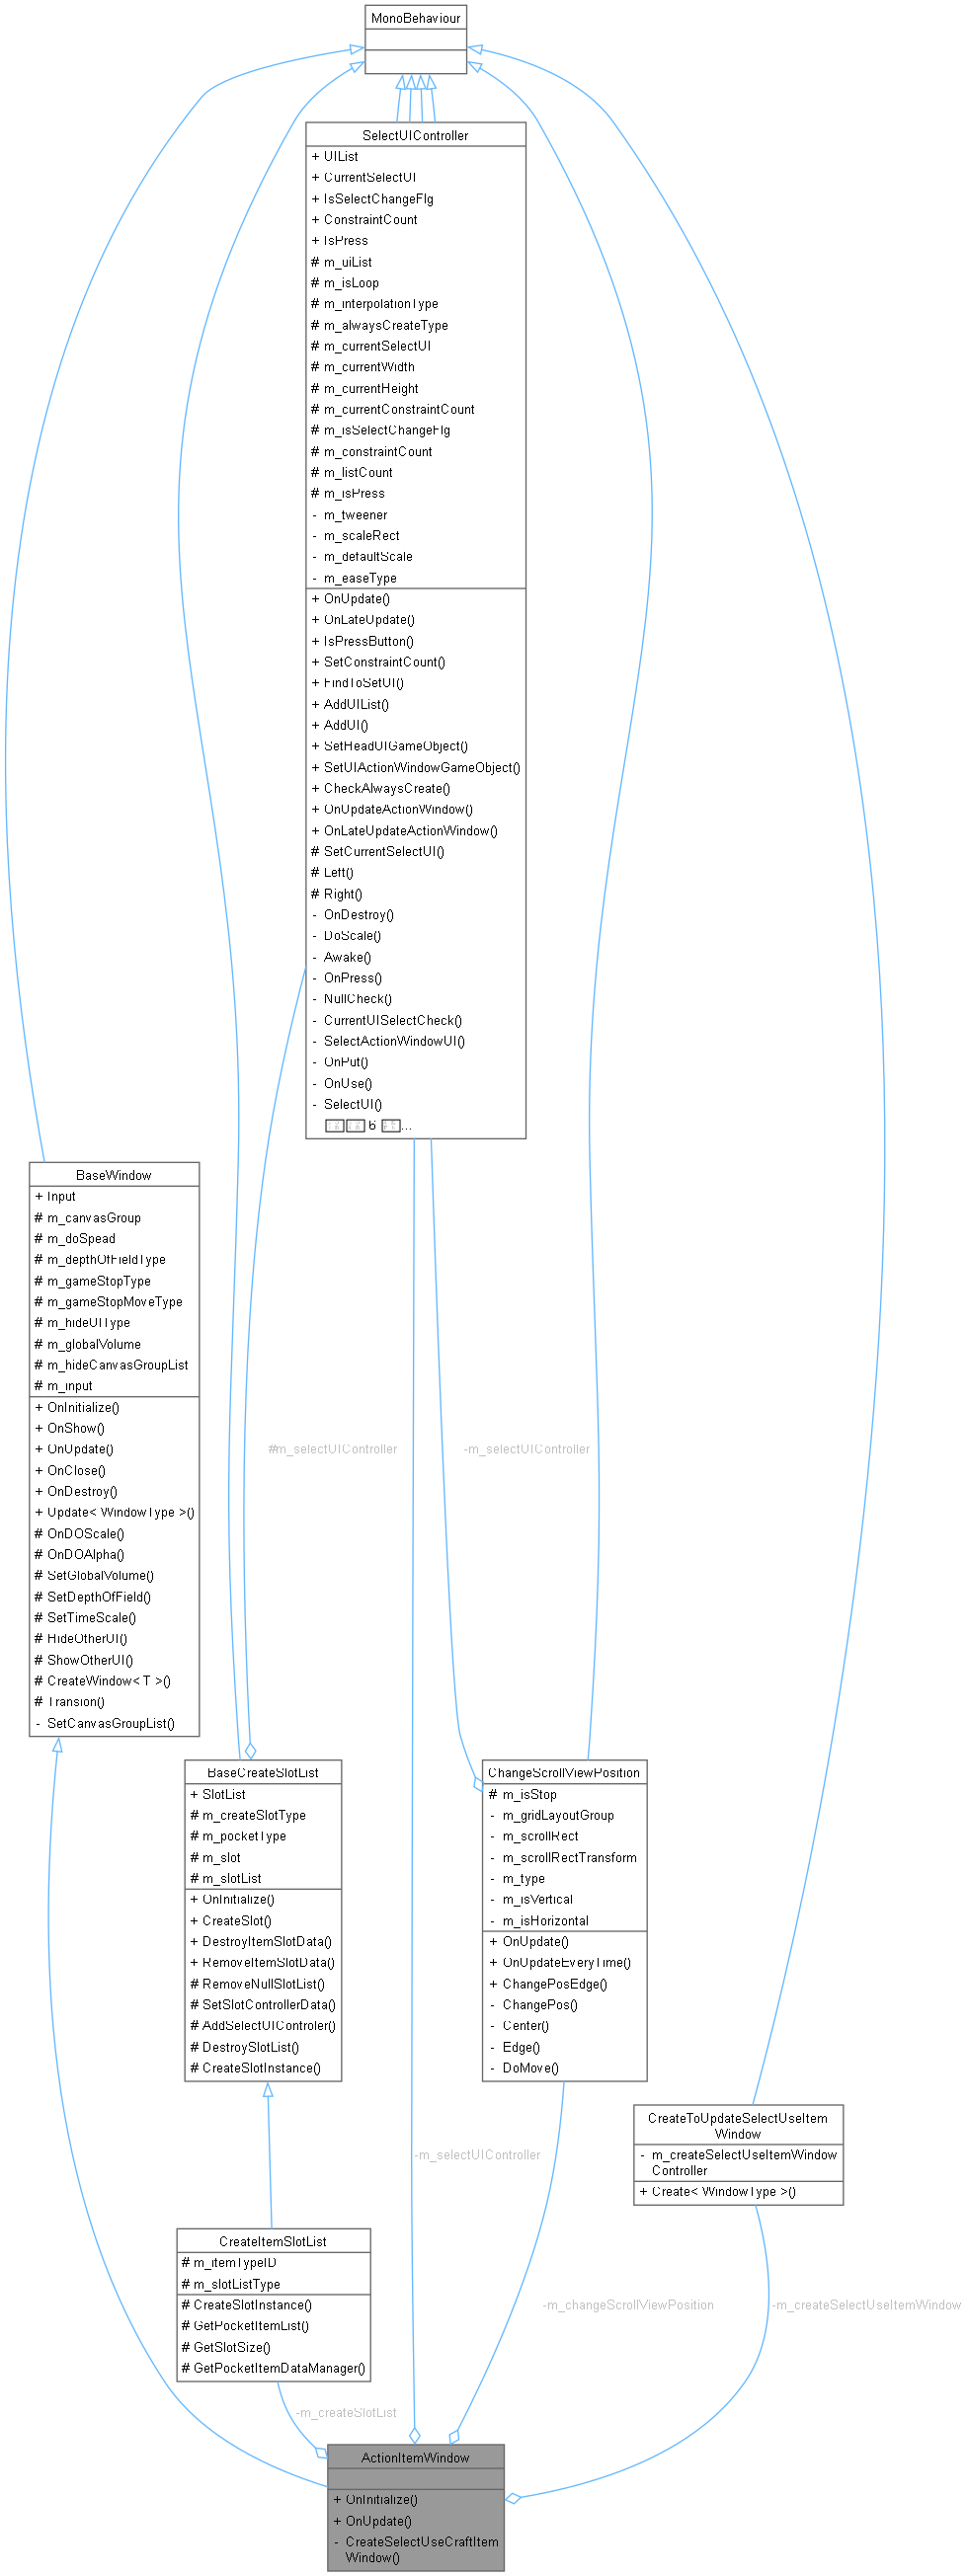 MonoBehaviour
SelectUIController
+ UIList
+ CurrentSelectUI
+ IsSelectChangeFlg
+ ConstraintCount
+ IsPress
# m_uiList
# m_isLoop
# m_interpolationType
# m_alwaysCreateType
# m_currentSelectUI
# m_currentWidth
# m_currentHeight
# m_currentConstraintCount
# m_isSelectChangeFlg
# m_constraintCount
# m_listCount
# m_isPress
- m_tweener
- m_scaleRect
- m_defaultScale
- m_easeType
+ OnUpdate()
+ OnLateUpdate()
+ IsPressButton()
+ SetConstraintCount()
+ FindToSetUI()
+ AddUIList()
+ AddUI()
+ SetHeadUIGameObject()
+ SetUIActionWindowGameObject()
+ CheckAlwaysCreate()
+ OnUpdateActionWindow()
+ OnLateUpdateActionWindow()
# SetCurrentSelectUI()
# Left()
# Right()
- OnDestroy()
- DoScale()
- Awake()
- OnPress()
- NullCheck()
- CurrentUISelectCheck()
- SelectActionWindowUI()
- OnPut()
- OnUse()
- SelectUI()
6 ...
BaseWindow
+ Input
# m_canvasGroup
# m_doSpead
# m_depthOfFieldType
# m_gameStopType
# m_gameStopMoveType
# m_hideUIType
# m_globalVolume
# m_hideCanvasGroupList
# m_input
+ OnInitialize()
+ OnShow()
+ OnUpdate()
+ OnClose()
+ OnDestroy()
+ Update< WindowType >()
# OnDOScale()
# OnDOAlpha()
# SetGlobalVolume()
# SetDepthOfField()
# SetTimeScale()
# HideOtherUI()
# ShowOtherUI()
# CreateWindow< T >()
# Transion()
- SetCanvasGroupList()
#m_selectUIController
-m_selectUIController
BaseCreateSlotList
+ SlotList
# m_createSlotType
# m_pocketType
# m_slot
# m_slotList
+ OnInitialize()
+ CreateSlot()
+ DestroyItemSlotData()
+ RemoveItemSlotData()
# RemoveNullSlotList()
# SetSlotControllerData()
# AddSelectUIControler()
# DestroySlotList()
# CreateSlotInstance()
ChangeScrollViewPosition
# m_isStop
- m_gridLayoutGroup
- m_scrollRect
- m_scrollRectTransform
- m_type
- m_isVertical
- m_isHorizontal
+ OnUpdate()
+ OnUpdateEveryTime()
+ ChangePosEdge()
- ChangePos()
- Center()
- Edge()
- DoMove()
CreateToUpdateSelectUseItem
Window
- m_createSelectUseItemWindow
Controller
+ Create< WindowType >()
-m_selectUIController
CreateItemSlotList
# m_itemTypeID
# m_slotListType
# CreateSlotInstance()
# GetPocketItemList()
# GetSlotSize()
# GetPocketItemDataManager()
-m_changeScrollViewPosition
-m_createSelectUseItemWindow
-m_createSlotList
ActionItemWindow
+ OnInitialize()
+ OnUpdate()
- CreateSelectUseCraftItem
Window()